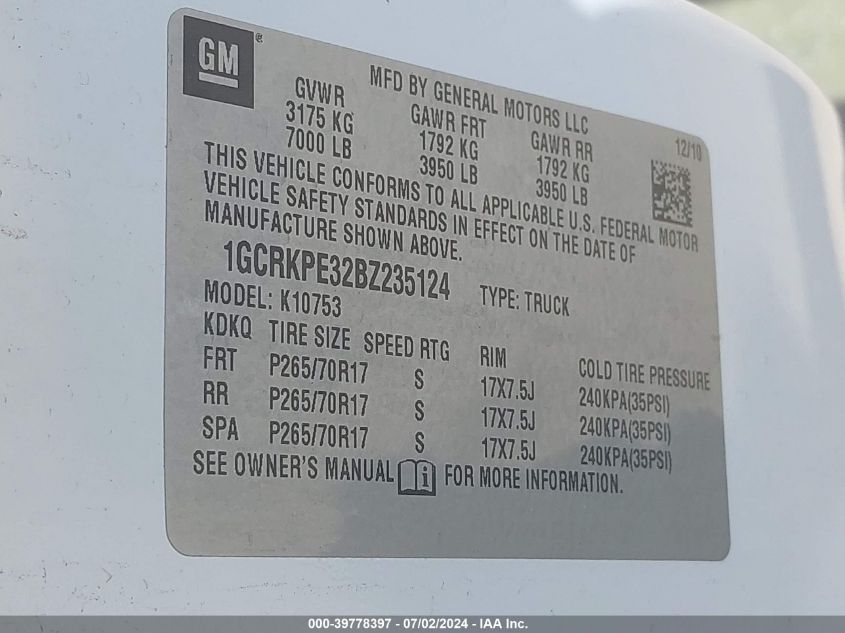 GM®
MFD BY GENERAL MOTORS LLC
12/10
GVWR GAWR FRT GAWR RR
3175 KG 1792 KG 1792 KG
7000 LB 3950 LB 3950 LB
THIS VEHICLE CONFORMS TO ALL APPLICABLE U.S. FEDERAL MOTOR
VEHICLE SAFETY STANDARDS IN EFFECT ON THE DATE OF
MANUFACTURE SHOWN ABOVE.
1GCRKPE32BZ235124 TYPE: TRUCK
MODEL: K10753
KDKQ TIRE SIZE SPEED RTG RIM COLD TIRE PRESSURE
FRT P265/70R17 S 17X7.5J 240KPA(35PSI)
RR P265/70R17 S 17X7.5J 240KPA(35PSI)
SPA P265/70R17 S 17X7.5J 240KPA(35PSI)
SEE OWNER'S MANUAL i FOR MORE INFORMATION.
000-39778397 - 07/02/2024 - IAA Inc.